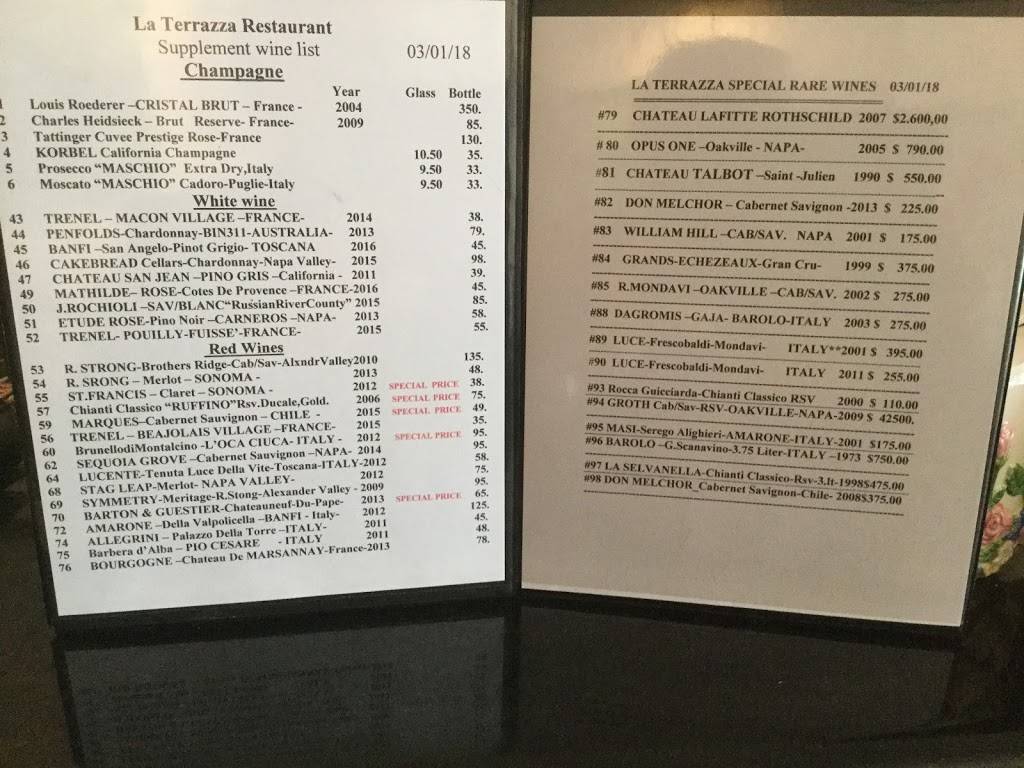 La Terrazza Restaurant
Supplement wine list 03/01/18
Champagne
Year Glass Bottle
1 Louis Roederer –CRISTAL BRUT – France - 2004 350.
2 Charles Heidsieck – Brut Reserve- France- 2009 85.
3 Tattinger Cuvee Prestige Rose-France 130.
4 KORBEL California Champagne 10.50 35.
5 Prosecco “MASCHIO” Extra Dry,Italy 9.50 33.
6 Moscato “MASCHIO” Cadoro-Puglie-Italy 9.50 33.
White wine
43 TRENEL – MACON VILLAGE –FRANCE- 2014 38.
44 PENFOLDS-Chardonnay-BIN311-AUSTRALIA- 2013 79.
45 BANFI –San Angelo-Pinot Grigio- TOSCANA 2016 45.
46 CAKEBREAD Cellars-Chardonnay-Napa Valley- 2015 98.
47 CHATEAU SAN JEAN –PINO GRIS –California - 2011 39.
49 MATHILDE– ROSE-Cotes De Provence –FRANCE-2016 45.
50 J.ROCHIOLI –SAV/BLANC“RussianRiverCounty” 2015 85.
51 ETUDE ROSE-Pino Noir –CARNEROS –NAPA- 2013 58.
52 TRENEL- POUILLY-FUISSE’-FRANCE- 2015 55.
Red Wines
53 R. STRONG-Brothers Ridge-Cab/Sav-AlxndrValley2010 135.
54 R. SRONG – Merlot – SONOMA - 2013 48.
55 ST.FRANCIS – Claret – SONOMA - 2012 SPECIAL PRICE 38.
57 Chianti Classico “RUFFINO”Rsv.Ducale,Gold. 2006 SPECIAL PRICE 75.
59 MARQUES–Cabernet Sauvignon – CHILE - 2015 SPECIAL PRICE 49.
56 TRENEL – BEAJOLAIS VILLAGE –FRANCE- 2015 35.
60 BrunellodiMontalcino -L’OCA CIUCA- ITALY - 2012 SPECIAL PRICE 95.
62 SEQUOIA GROVE –Cabernet Sauvignon –NAPA- 2014 95.
64 LUCENTE-Tenuta Luce Della Vite-Toscana-ITALY-2012 58.
68 STAG LEAP-Merlot- NAPA VALLEY- 2012 75.
69 SYMMETRY-Meritage-R.Stong-Alexander Valley - 2009 95.
70 BARTON & GUESTIER-Chateauneuf-Du-Pape- 2013 SPECIAL PRICE 65.
72 AMARONE –Della Valpolicella –BANFI - Italy- 2012 125.
74 ALLEGRINI – Palazzo Della Torre –ITALY- 2011 45.
75 Barbera d’Alba – PIO CESARE - ITALY 2011 48.
76 BOURGOGNE –Chateau De MARSANNAY-France-2013 78.
LA TERRAZZA SPECIAL RARE WINES 03/01/18
#79 CHATEAU LAFITTE ROTHSCHILD 2007 $2.600,00
# 80 OPUS ONE –Oakville - NAPA- 2005 $ 790.00
#81 CHATEAU TALBOT –Saint -Julien 1990 $ 550.00
#82 DON MELCHOR – Cabernet Savignon -2013 $ 225.00
#83 WILLIAM HILL –CAB/SAV. NAPA 2001 $ 175.00
#84 GRANDS-ECHEZEAUX-Gran Cru- 1999 $ 375.00
#85 R.MONDAVI –OAKVILLE –CAB/SAV. 2002 $ 275.00
#88 DAGROMIS –GAJA- BAROLO-ITALY 2003 $ 275.00
#89 LUCE-Frescobaldi-Mondavi- ITALY**2001 $ 395.00
#90 LUCE-Frescobaldi-Mondavi- ITALY 2011 $ 255.00
#93 Rocca Guicciarda-Chianti Classico RSV 2000 $ 110.00
#94 GROTH Cab/Sav-RSV-OAKVILLE-NAPA-2009 $ 42500.
#95 MASI-Serego Alighieri-AMARONE-ITALY-2001 $175.00
#96 BAROLO –G.Scanavino-3.75 Liter-ITALY –1973 $750.00
#97 LA SELVANELLA-Chianti Classico-Rsv-3.lt-1998$475.00
#98 DON MELCHOR_Cabernet Savignon-Chile- 2008$375.00